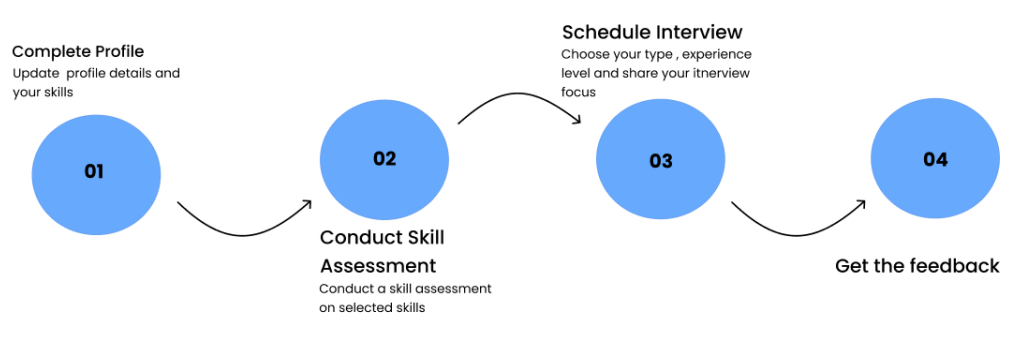 Complete Profile
Update profile details and
your skills
01
02
Conduct Skill
Assessment
Conduct a skill assessment
on selected skills
Schedule Interview
Choose your type , experience
level and share your itnerview
focus
03
04
Get the feedback